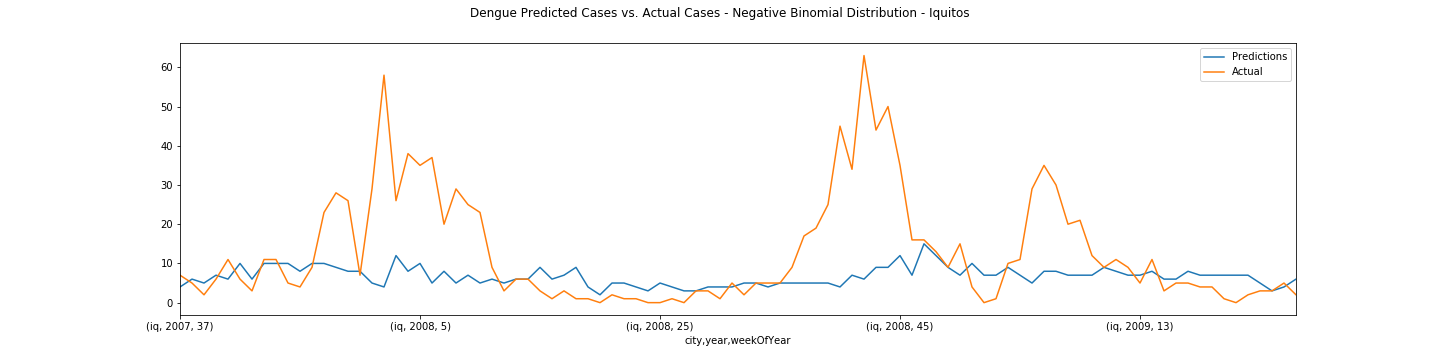 Dengue Predicted Cases vs. Actual Cases - Negative Binomial Distribution - Iquitos
Predictions
Actual
60
50
40
30
20
10
0
(iq, 2007, 37) (iq, 2008, 5) (iq, 2008, 25) (iq, 2008, 45) (iq, 2009, 13)
city,year,weekOfYear